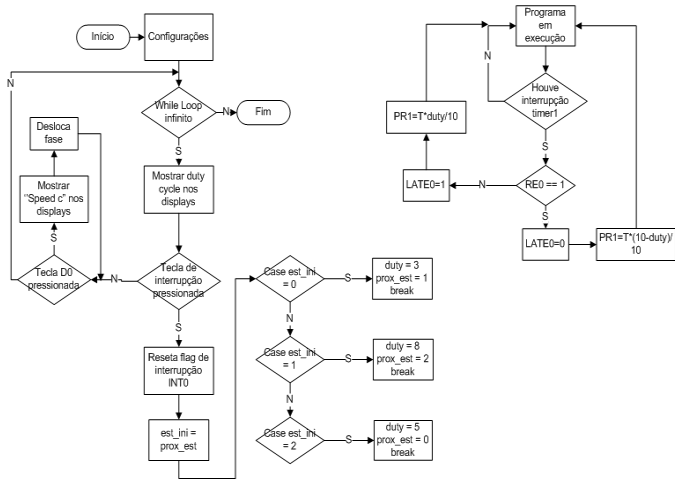 Início
Configurações
While Loop
infinito
N
Fim
S
Mostrar duty
cycle nos
displays
Tecla de
interrupção
pressionada
N
S
Tecla D0
pressionada
N
S
Mostrar
“Speed c” nos
displays
Desloca
fase
Reseta flag de
interrupção
INT0
est_ini =
prox_est
Case est_ini
= 0
S
duty = 3
prox_est = 1
break
N
Case est_ini
= 1
S
duty = 8
prox_est = 2
break
N
Case est_ini
= 2
S
duty = 5
prox_est = 0
break
Programa
em
execução
N
Houve
interrupção
timer1
S
RE0 == 1
N
LATE0=1
PR1=T*duty/10
S
LATE0=0
PR1=T*(10-duty)/
10